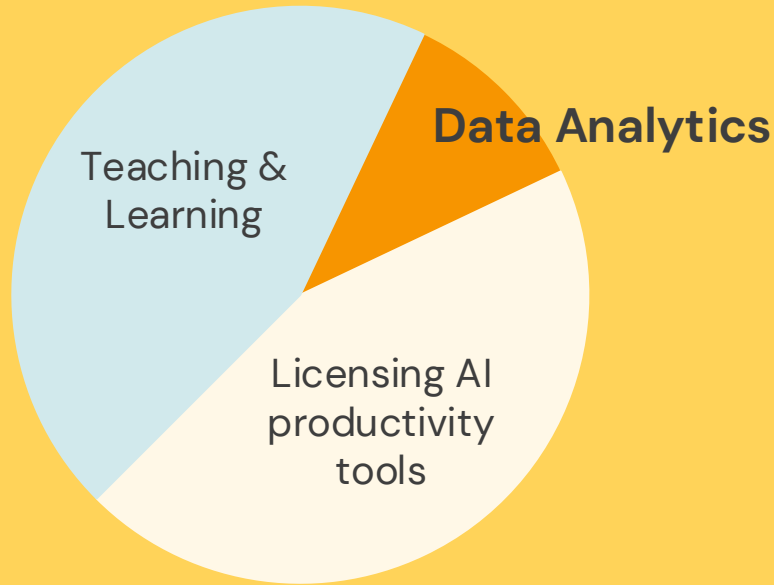 Data Analytics
Teaching &
Learning
Licensing AI
productivity
tools